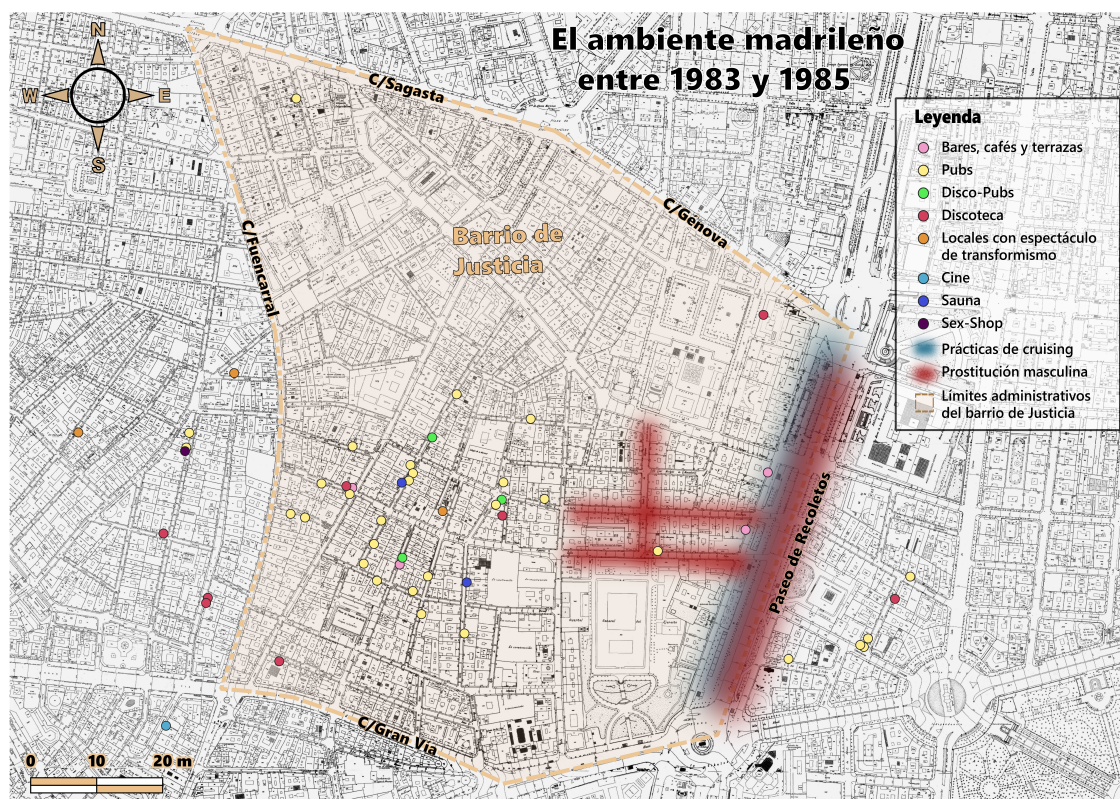 El ambiente madrileño
entre 1983 y 1985
N
W
E
S
C/Sagasta
C/Génova
C/Fuencarral
Barrio de
Justicia
Paseo de Recoletos
C/Gran Via
0 10 20 m
Leyenda
Bares, cafés y terrazas
Pubs
Disco-Pubs
Discoteca
Locales con espectáculo
de transformismo
Cine
Sauna
Sex-Shop
Prácticas de cruising
Prostitución masculina
Límites administrativos
del barrio de Justicia